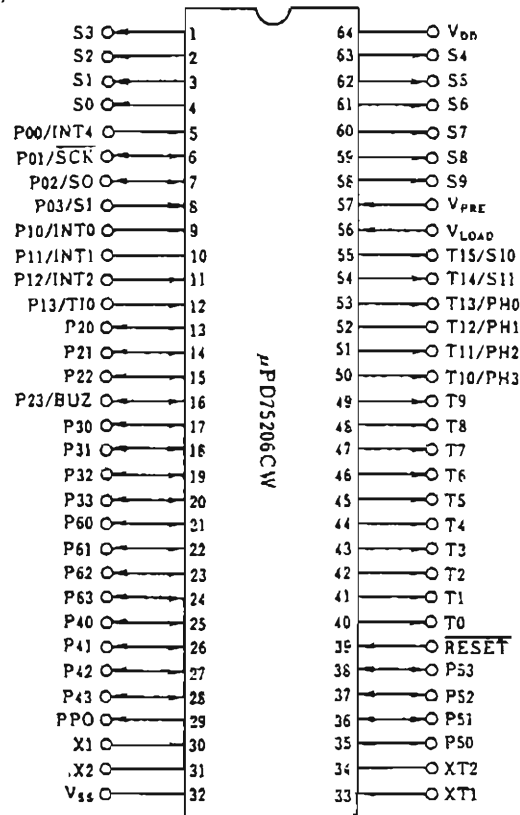 S3 1 64 VDD
S2 2 63 S4
S1 3 62 S5
S0 4 61 S6
P00/INT4 5 60 S7
P01/S̅C̅K̅ 6 59 S8
P02/SO 7 58 S9
P03/SI 8 57 VPRE
P10/INT0 9 56 VLOAD
P11/INT1 10 55 T15/S10
P12/INT2 11 54 T14/S11
P13/TI0 12 53 T13/PH0
P20 13 52 T12/PH1
P21 14 51 T11/PH2
P22 15 50 T10/PH3
P23/BUZ 16 49 T9
P30 17 48 T8
P31 18 47 T7
P32 19 46 T6
P33 20 45 T5
P60 21 44 T4
P61 22 43 T3
P62 23 42 T2
P63 24 41 T1
P40 25 40 T0
P41 26 39 R̅E̅S̅E̅T̅
P42 27 38 P53
P43 28 37 P52
PPO 29 36 P51
X1 30 35 P50
X2 31 34 XT2
VSS 32 33 XT1
μPD75206CW